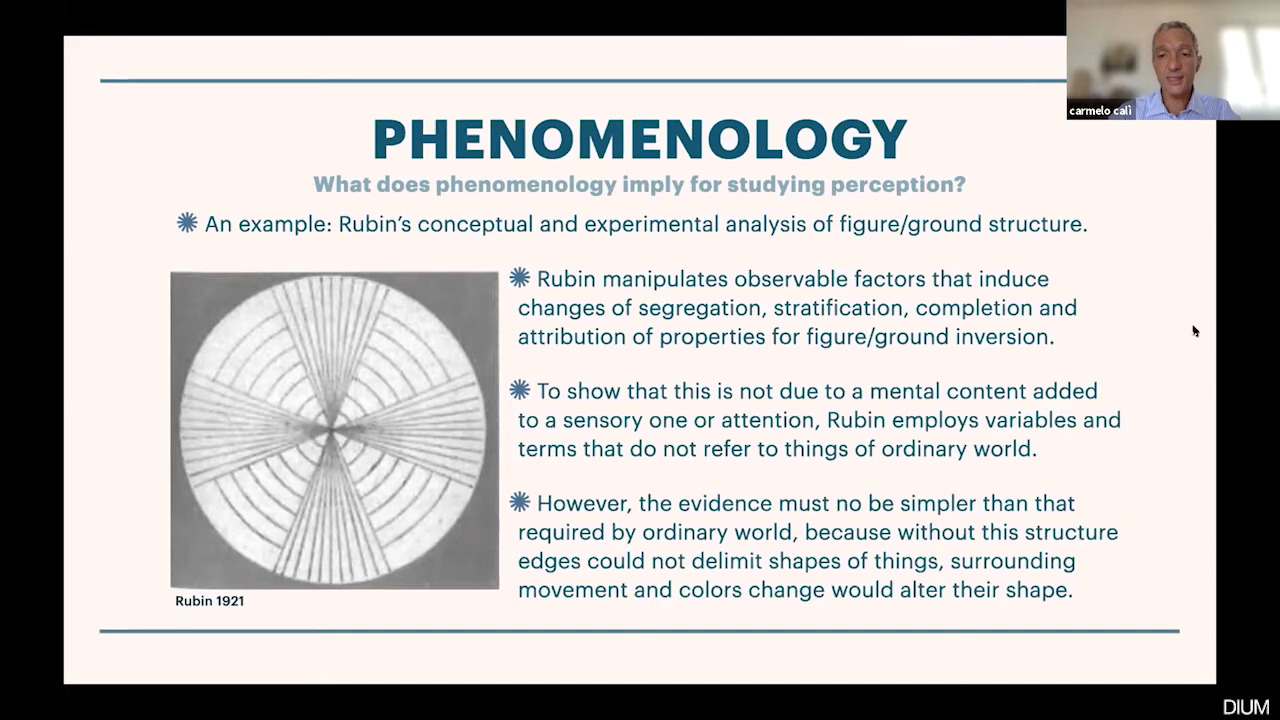 carmelo calì
PHENOMENOLOGY
What does phenomenology imply for studying perception?
An example: Rubin’s conceptual and experimental analysis of figure/ground structure.
Rubin manipulates observable factors that induce
changes of segregation, stratification, completion and
attribution of properties for figure/ground inversion.
To show that this is not due to a mental content added
to a sensory one or attention, Rubin employs variables and
terms that do not refer to things of ordinary world.
However, the evidence must no be simpler than that
required by ordinary world, because without this structure
edges could not delimit shapes of things, surrounding
movement and colors change would alter their shape.
Rubin 1921
DIUM